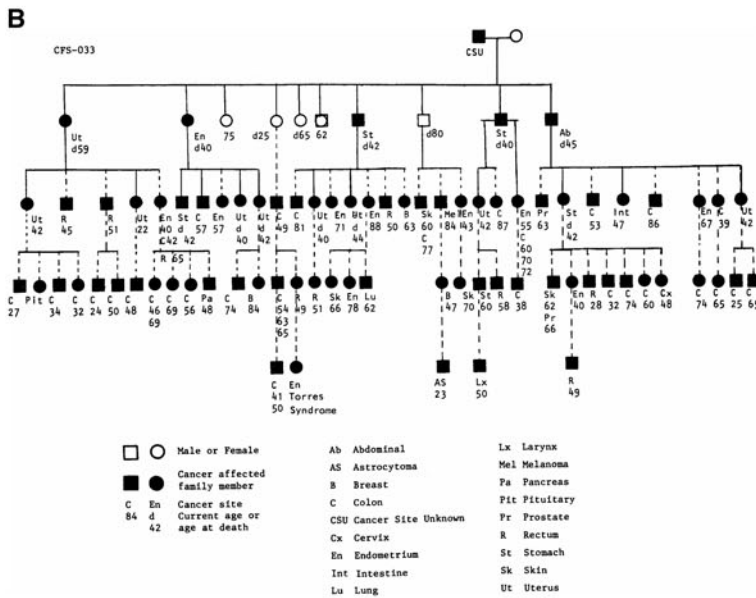 B
CFS-033
CSU
Ut 75 d25 d65 62 St d80 St Ab
d59 En d40 d42 d40 d45
Ut R R Ut En St C En Ut Ut C C Ut En Ut En R B Sk Mel En Ut C En Pr St C Int C En C Ut
42 45 51 22 40 d 57 57 d d 49 81 d 71 d 88 50 63 60 84 43 42 87 55 63 d 53 47 86 67 39 42
C42 42 40 42 40 44 C C 42
R 65 77 60
70
72
C Pit C C C C C C C C Pa C B C R R Sk En Lu B Sk St R C Sk En R C C C Cx C C C C
27 34 32 24 50 48 46 69 56 48 74 84 54 49 51 66 78 62 47 70 60 58 38 62 40 28 32 74 60 48 74 65 25 69
69 63 Pr
65 66
C En AS Lx R
41 Torres 23 50 49
50 Syndrome
Male or Female
Cancer affected
family member
C En Cancer site
84 d Current age or
42 age at death
Ab Abdominal
AS Astrocytoma
B Breast
C Colon
CSU Cancer Site Unknown
Cx Cervix
En Endometrium
Int Intestine
Lu Lung
Lx Larynx
Mel Melanoma
Pa Pancreas
Pit Pituitary
Pr Prostate
R Rectum
St Stomach
Sk Skin
Ut Uterus